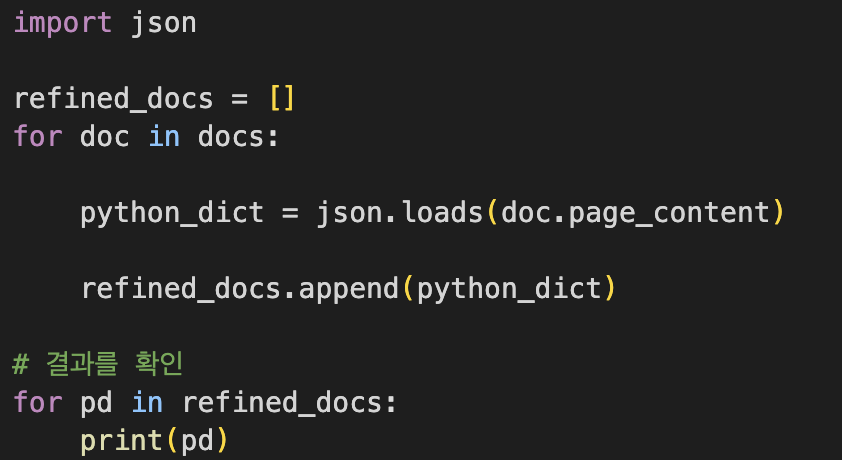 import json
refined_docs = []
for doc in docs:
    python_dict = json.loads(doc.page_content)
    refined_docs.append(python_dict)
# 결과를 확인
for pd in refined_docs:
    print(pd)